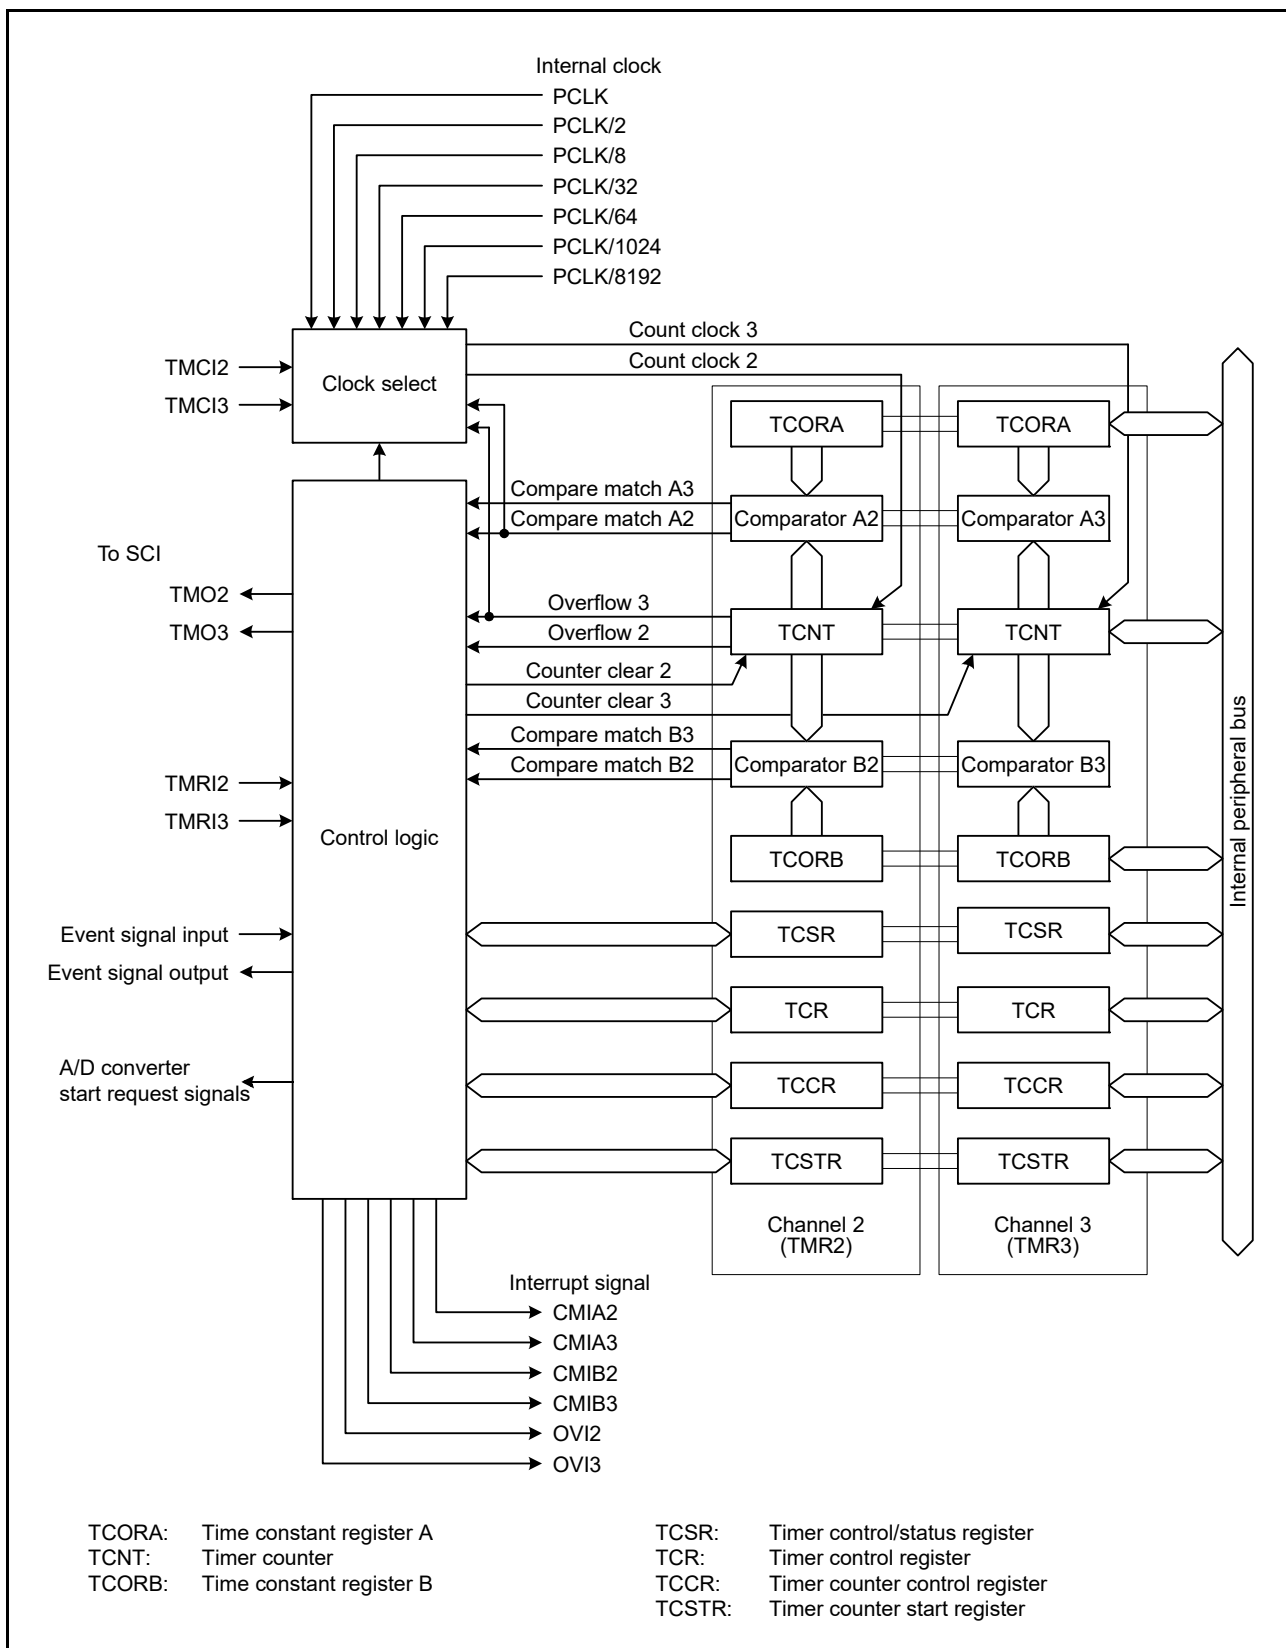 Internal clock
PCLK
PCLK/2
PCLK/8
PCLK/32
PCLK/64
PCLK/1024
PCLK/8192
Count clock 3
Count clock 2
TMCI2
TMCI3
Clock select
TCORA
TCORA
Compare match A3
Compare match A2
Comparator A2
Comparator A3
To SCI
TMO2
TMO3
Overflow 3
Overflow 2
TCNT
TCNT
Counter clear 2
Counter clear 3
Compare match B3
Compare match B2
Comparator B2
Comparator B3
Internal peripheral bus
TMRI2
TMRI3
Control logic
TCORB
TCORB
Event signal input
Event signal output
TCSR
TCSR
TCR
TCR
A/D converter
start request signals
TCCR
TCCR
TCSTR
TCSTR
Channel 2
(TMR2)
Channel 3
(TMR3)
Interrupt signal
CMIA2
CMIA3
CMIB2
CMIB3
OVI2
OVI3
TCORA: Time constant register A
TCNT: Timer counter
TCORB: Time constant register B
TCSR: Timer control/status register
TCR: Timer control register
TCCR: Timer counter control register
TCSTR: Timer counter start register